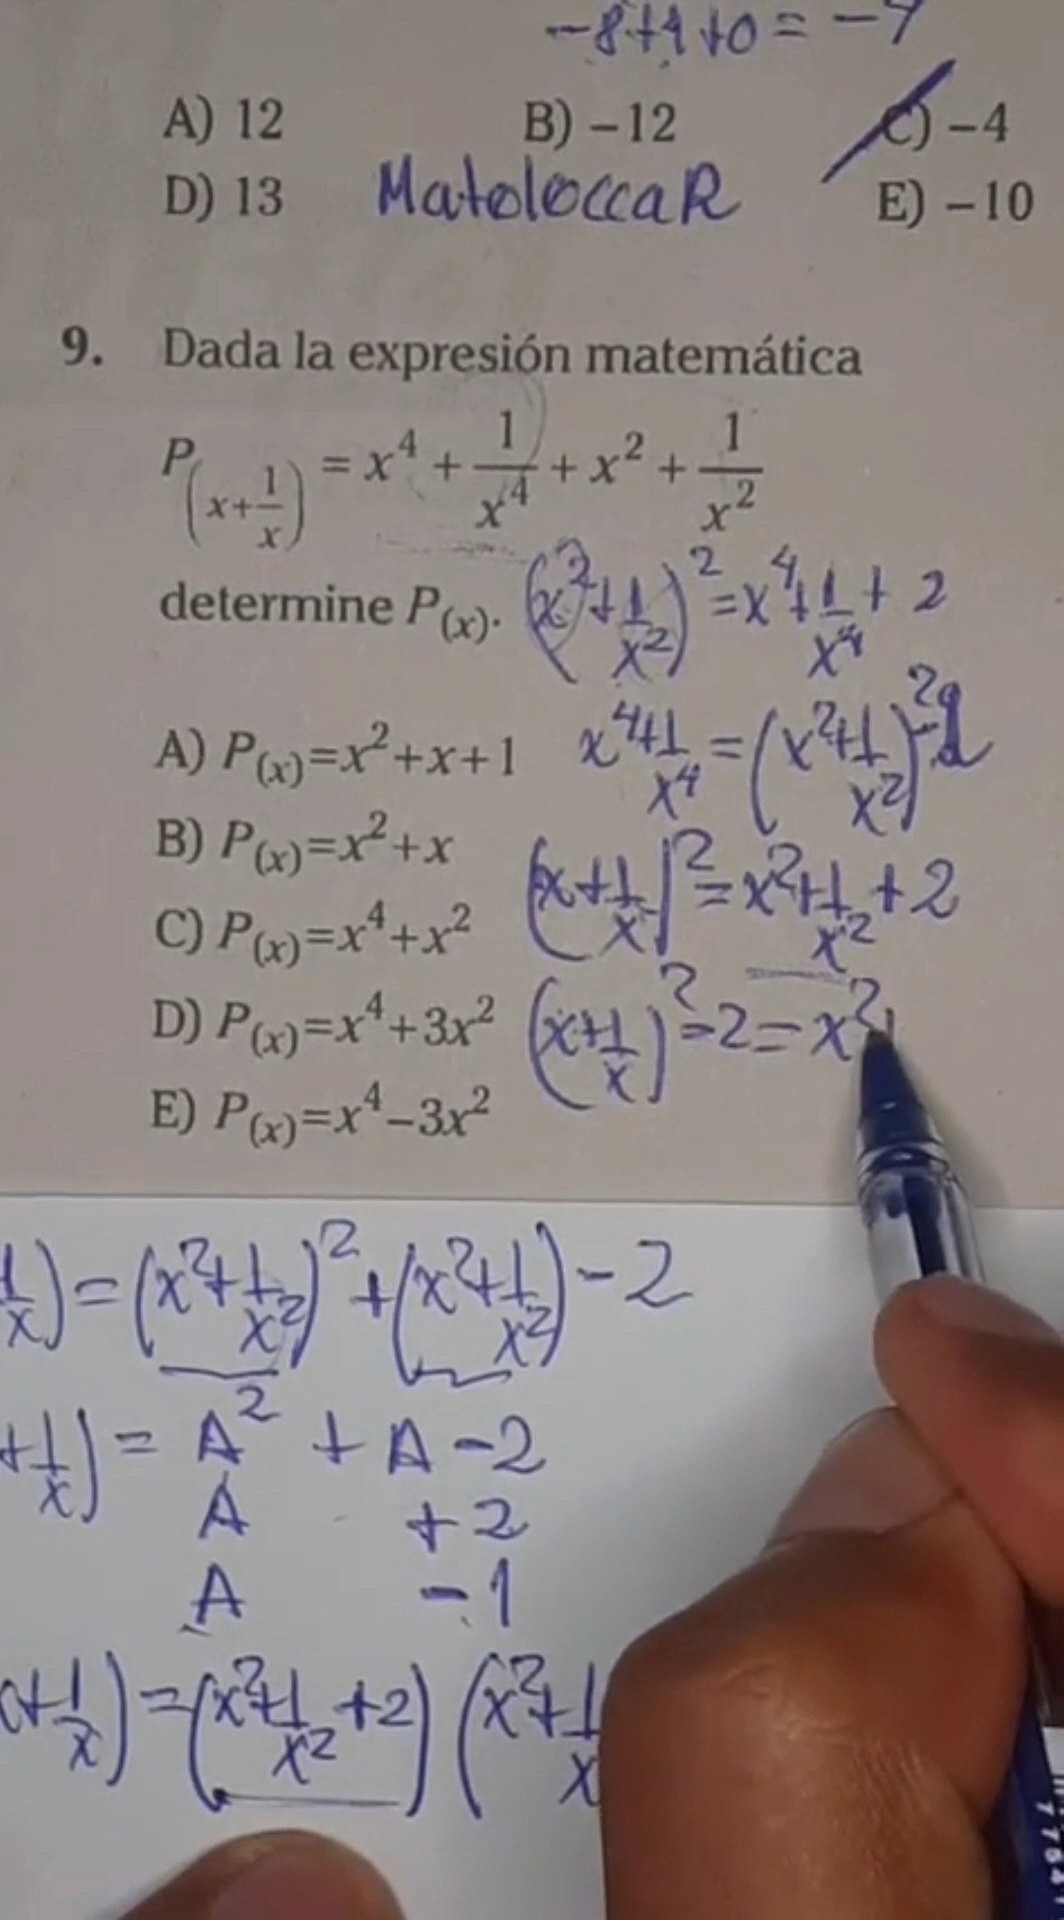 -8+4+0=-4
A) 12 B) -12 C) -4
D) 13 MatoloccaR E) -10
9. Dada la expresión matemática
P(x+1/x) = x⁴ + 1/x⁴ + x² + 1/x²
determine P(x). (x²+1/x²)² = x⁴+1/x⁴ + 2
A) P(x)=x²+x+1 x⁴+1/x⁴ = (x²+1/x²)²-2
B) P(x)=x²+x (x+1/x)² = x²+1/x²+2
C) P(x)=x⁴+x²
D) P(x)=x⁴+3x² (x+1/x)²-2=x²
E) P(x)=x⁴-3x²
1/x) = (x²+1/x²)² + (x²+1/x²) - 2
+1/x) = A² + A - 2
A +2
A -1
x+1/x) = (x²+1/x²+2) (x²+1/x